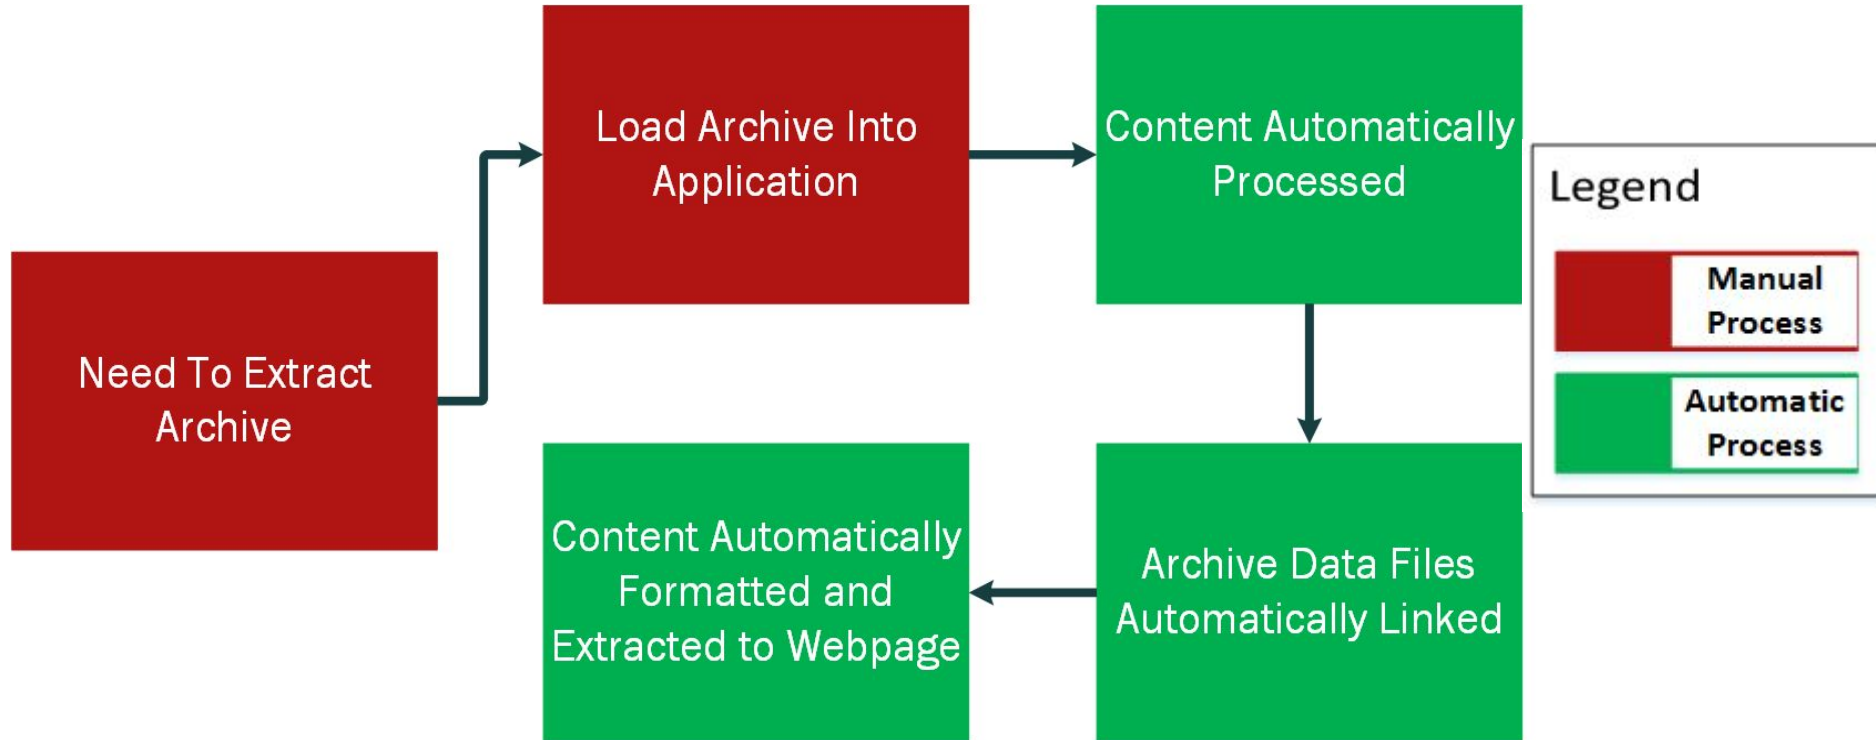 Need To Extract
Archive
Load Archive Into
Application
Content Automatically
Processed
Archive Data Files
Automatically Linked
Content Automatically
Formatted and
Extracted to Webpage
Legend
Manual
Process
Automatic
Process